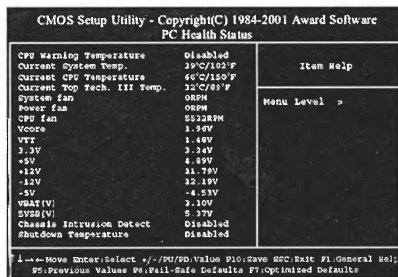 CMOS Setup Utility - Copyright(C) 1984-2001 Award Software
PC Health Status
CPU Warning Temperature Disabled
Current System Temp. 39°C/102°F
Current CPU Temperature 66°C/150°F
Current Top Tech. III Temp. 32°C/89°F
System fan 0RPM
Power fan 0RPM
CPU fan 5532RPM
Vcore 1.96V
VTT 1.48V
3.3V 3.24V
+5V 4.89V
+12V 11.79V
-12V 12.19V
-5V -4.53V
VBAT(V) 3.10V
5VSB(V) 5.37V
Chassis Intrusion Detect Disabled
Shutdown Temperature Disabled
Item Help
Menu Level >
↓→← Move Enter:Select +/-/PU/PD:Value F10:Save ESC:Exit F1:General Help
F5:Previous Values F6:Fail-Safe Defaults F7:Optimized Defaults